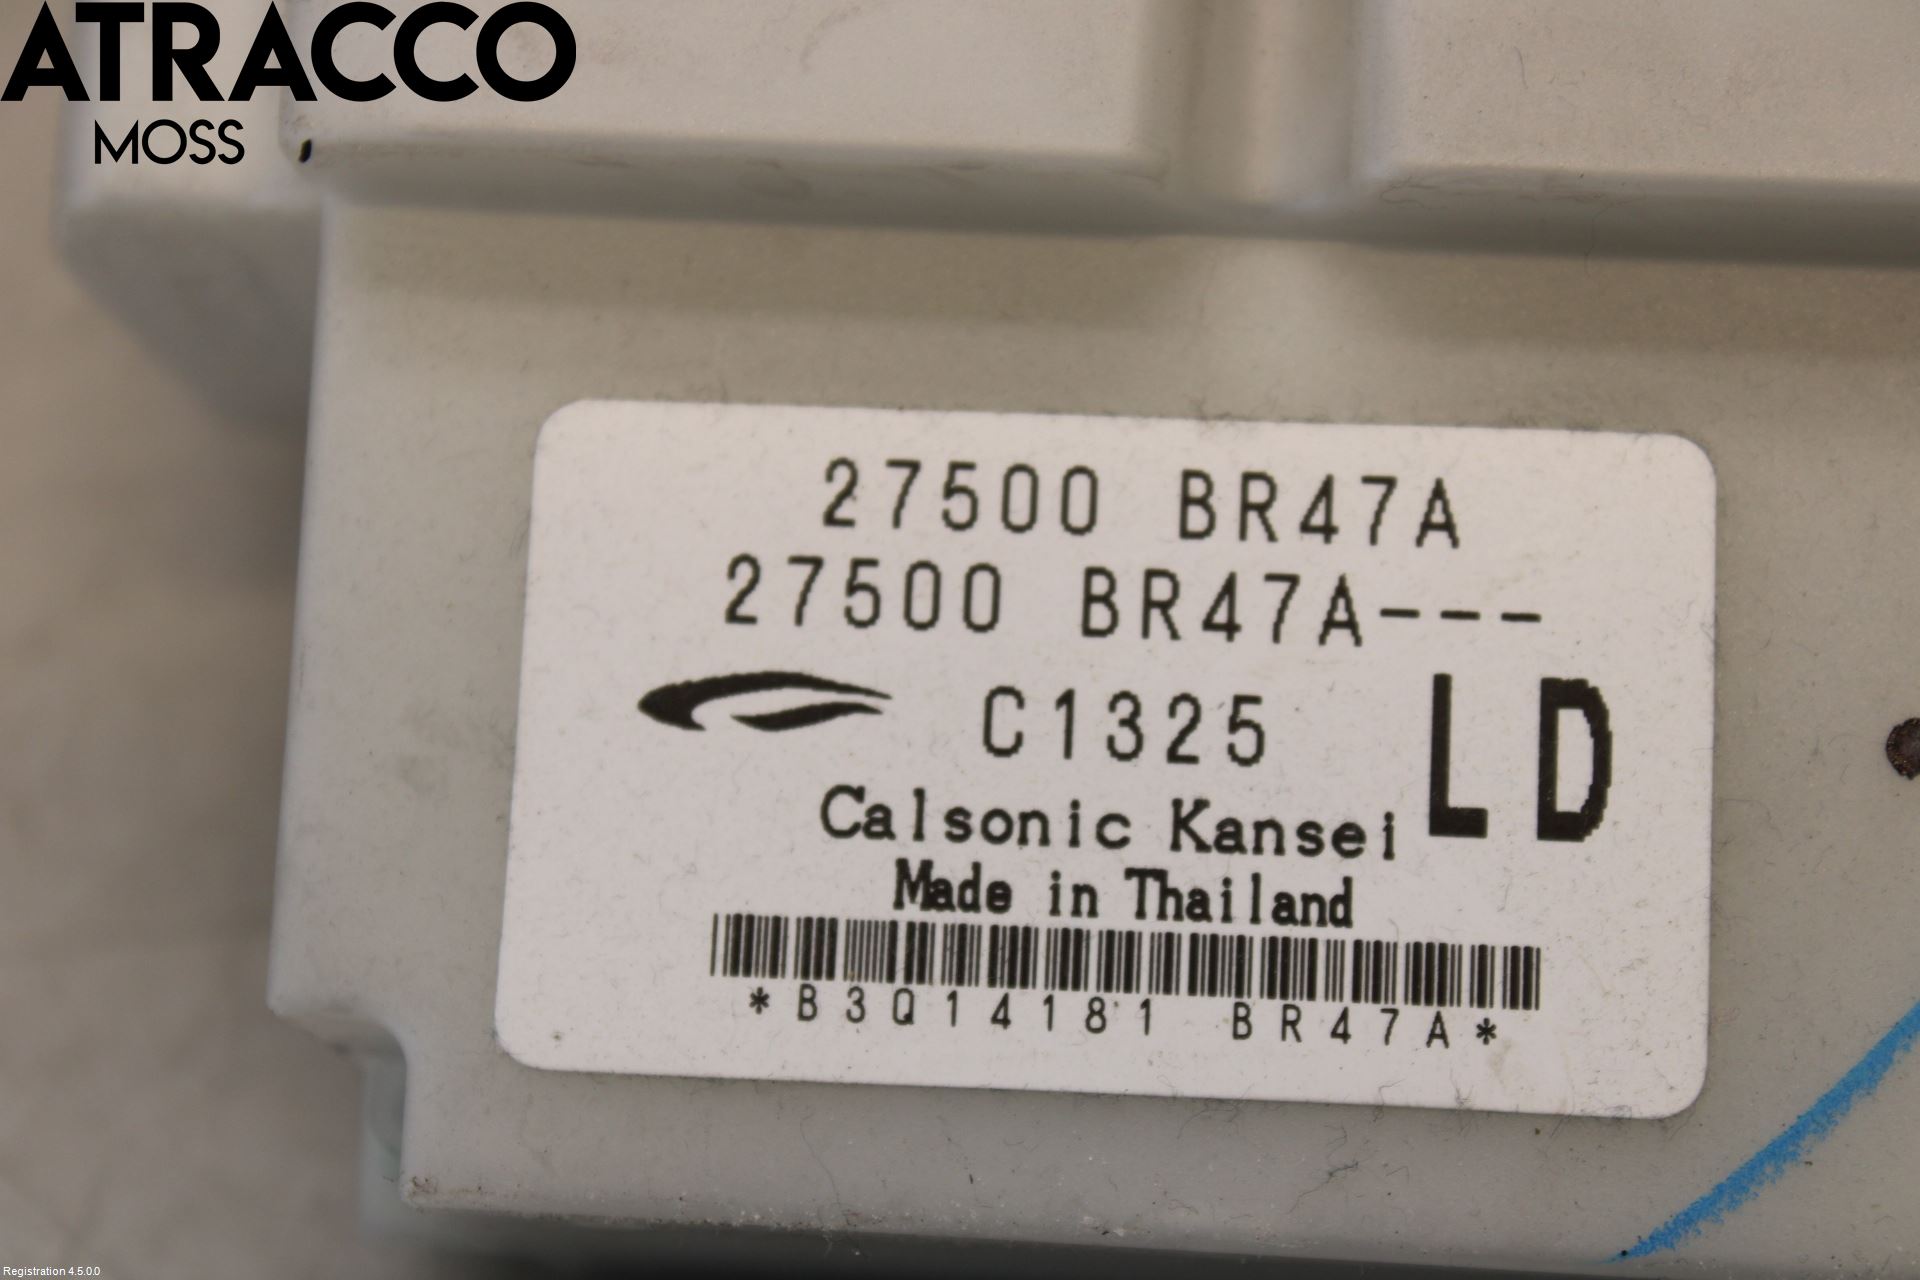 ATRACCO
MOSS
27500 BR47A
27500 BR47A---
C1325
LD
Calsonic Kansei
Made in Thailand
*B3Q14181 BR47A*
Registration 4.5.0.0